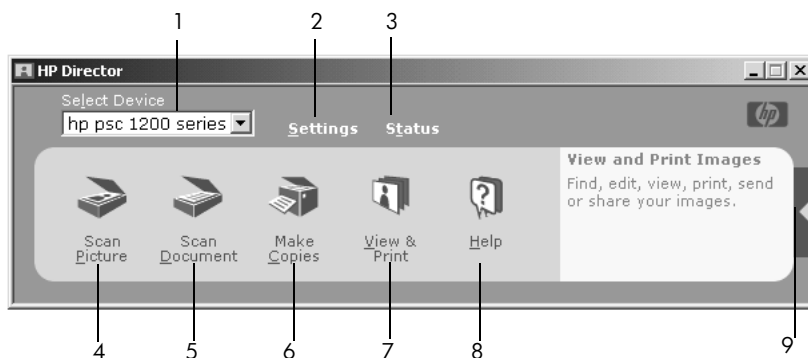 1 2 3
HP Director
Select Device
hp psc 1200 series
Settings Status
hp
View and Print Images
Find, edit, view, print, send
or share your images.
Scan
Picture
Scan
Document
Make
Copies
View &
Print
Help
4 5 6 7 8 9